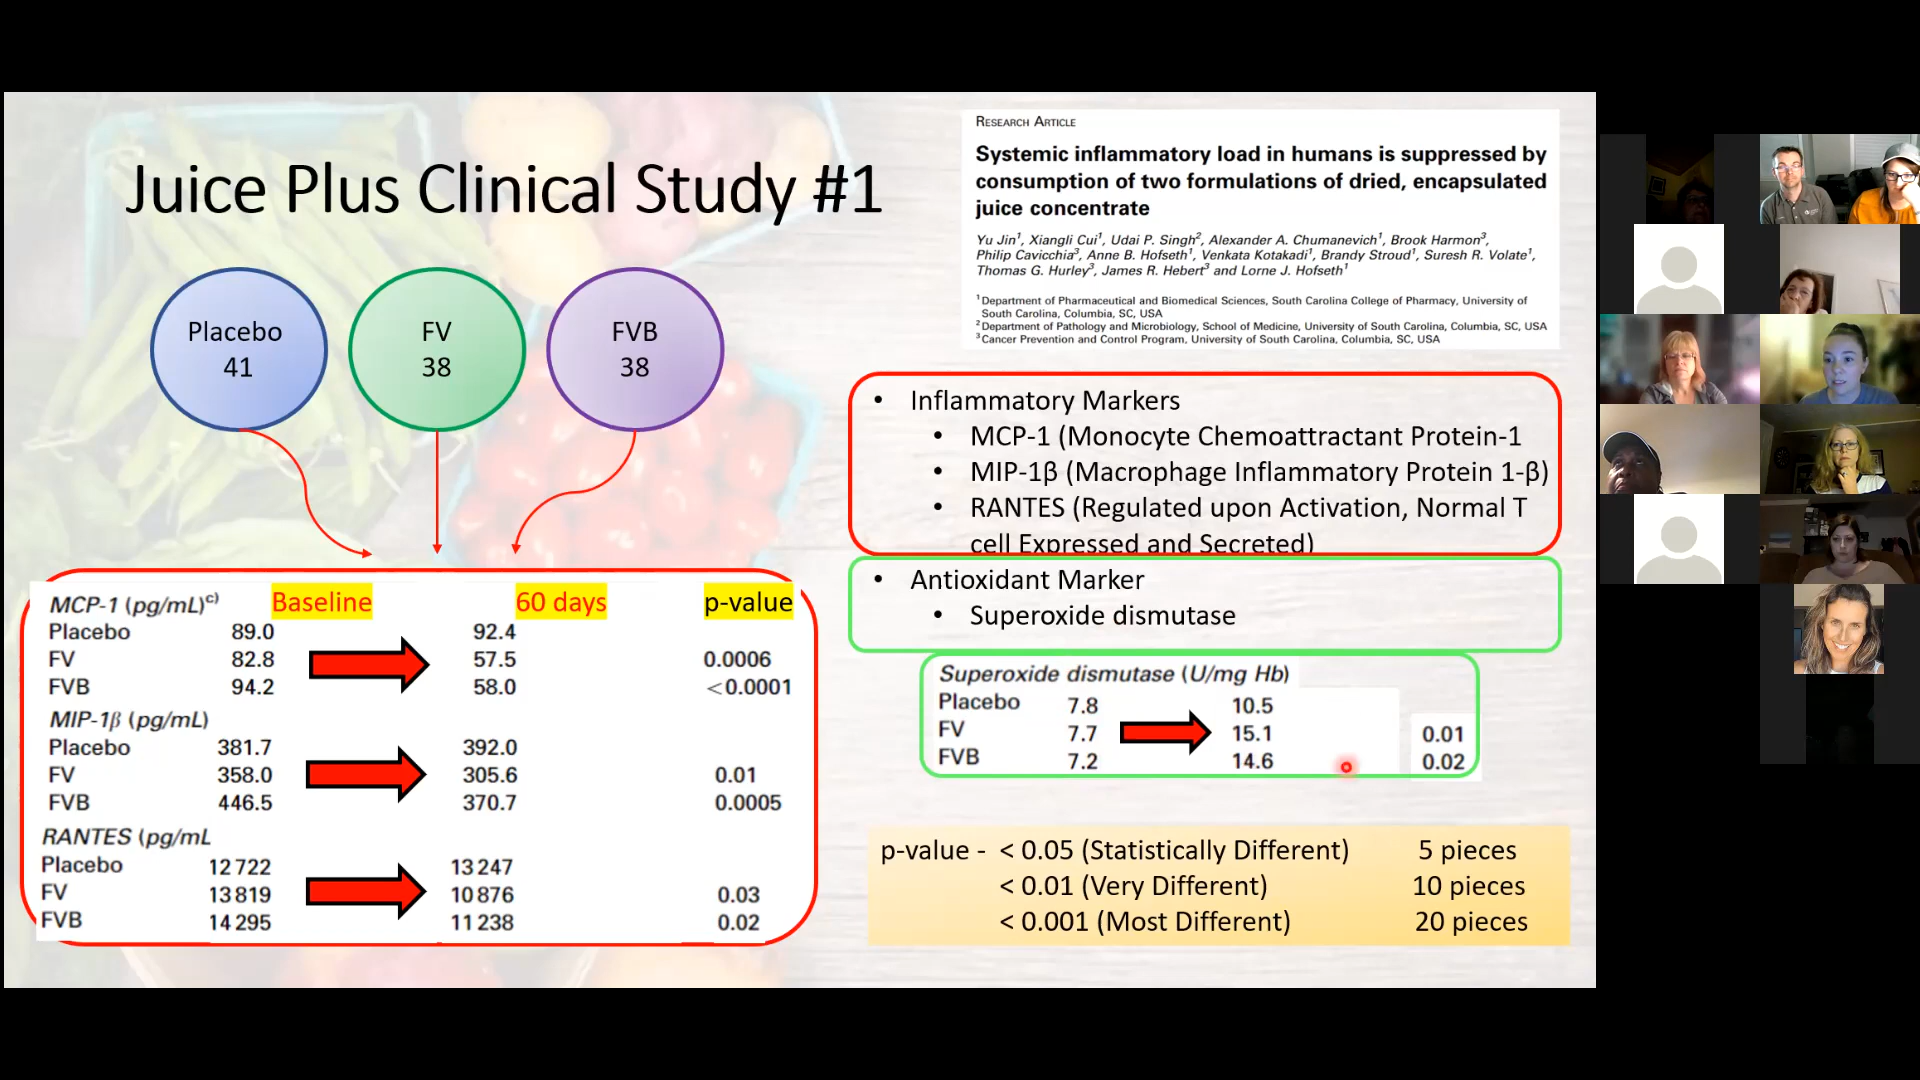 Juice Plus Clinical Study #1
Placebo
41
FV
38
FVB
38
RESEARCH ARTICLE
Systemic inflammatory load in humans is suppressed by
consumption of two formulations of dried, encapsulated
juice concentrate
Yu Jin¹, Xiangli Cui¹, Udai P. Singh², Alexander A. Chumanevich¹, Brook Harmon³,
Philip Cavicchia³, Anne B. Hofseth¹, Venkata Kotakadi¹, Brandy Stroud¹, Suresh R. Volate¹,
Thomas G. Hurley³, James R. Hebert³ and Lorne J. Hofseth¹
¹ Department of Pharmaceutical and Biomedical Sciences, South Carolina College of Pharmacy, University of
South Carolina, Columbia, SC, USA
² Department of Pathology and Microbiology, School of Medicine, University of South Carolina, Columbia, SC, USA
³ Cancer Prevention and Control Program, University of South Carolina, Columbia, SC, USA
• Inflammatory Markers
• MCP-1 (Monocyte Chemoattractant Protein-1
• MIP-1β (Macrophage Inflammatory Protein 1-β)
• RANTES (Regulated upon Activation, Normal T
cell Expressed and Secreted)
• Antioxidant Marker
• Superoxide dismutase
MCP-1 (pg/mL)c) Baseline 60 days p-value
Placebo 89.0 92.4
FV 82.8 57.5 0.0006
FVB 94.2 58.0 <0.0001
MIP-1β (pg/mL)
Placebo 381.7 392.0
FV 358.0 305.6 0.01
FVB 446.5 370.7 0.0005
RANTES (pg/mL
Placebo 12 722 13 247
FV 13 819 10 876 0.03
FVB 14 295 11 238 0.02
Superoxide dismutase (U/mg Hb)
Placebo 7.8 10.5
FV 7.7 15.1 0.01
FVB 7.2 14.6 0.02
p-value - < 0.05 (Statistically Different) 5 pieces
< 0.01 (Very Different) 10 pieces
< 0.001 (Most Different) 20 pieces